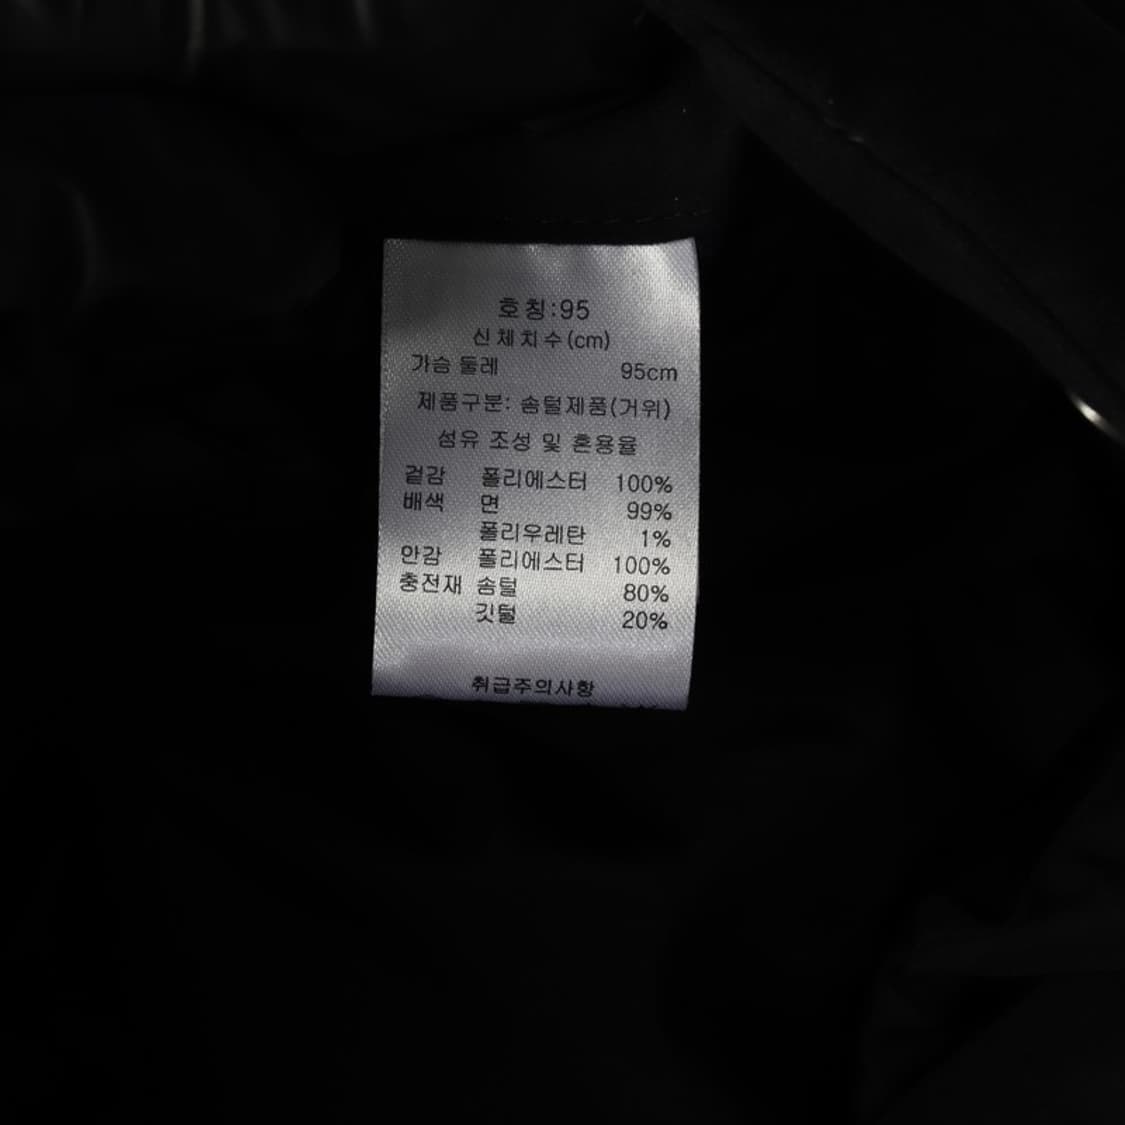 호칭:95
신체치수(cm)
가슴 둘레 95cm
제품구분: 솜털제품(거위)
섬유 조성 및 혼용율
겉감 폴리에스터 100%
배색 면 99%
폴리우레탄 1%
안감 폴리에스터 100%
충전재 솜털 80%
깃털 20%
취급주의사항